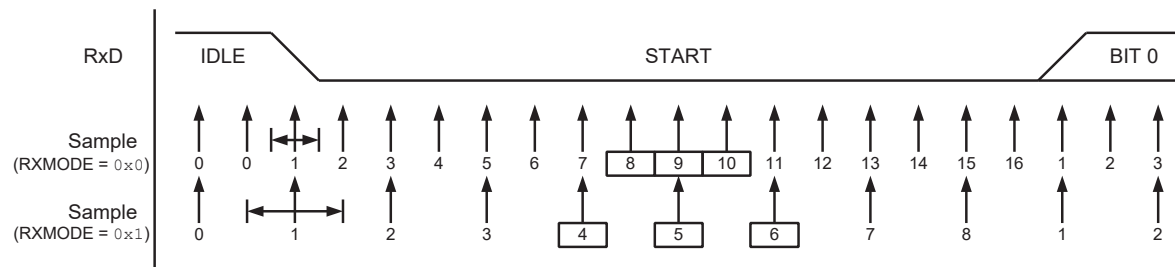 RxD IDLE START BIT 0
Sample
(RXMODE = 0x0) 0 0 1 2 3 4 5 6 7 8 9 10 11 12 13 14 15 16 1 2 3
Sample
(RXMODE = 0x1) 0 1 2 3 4 5 6 7 8 1 2